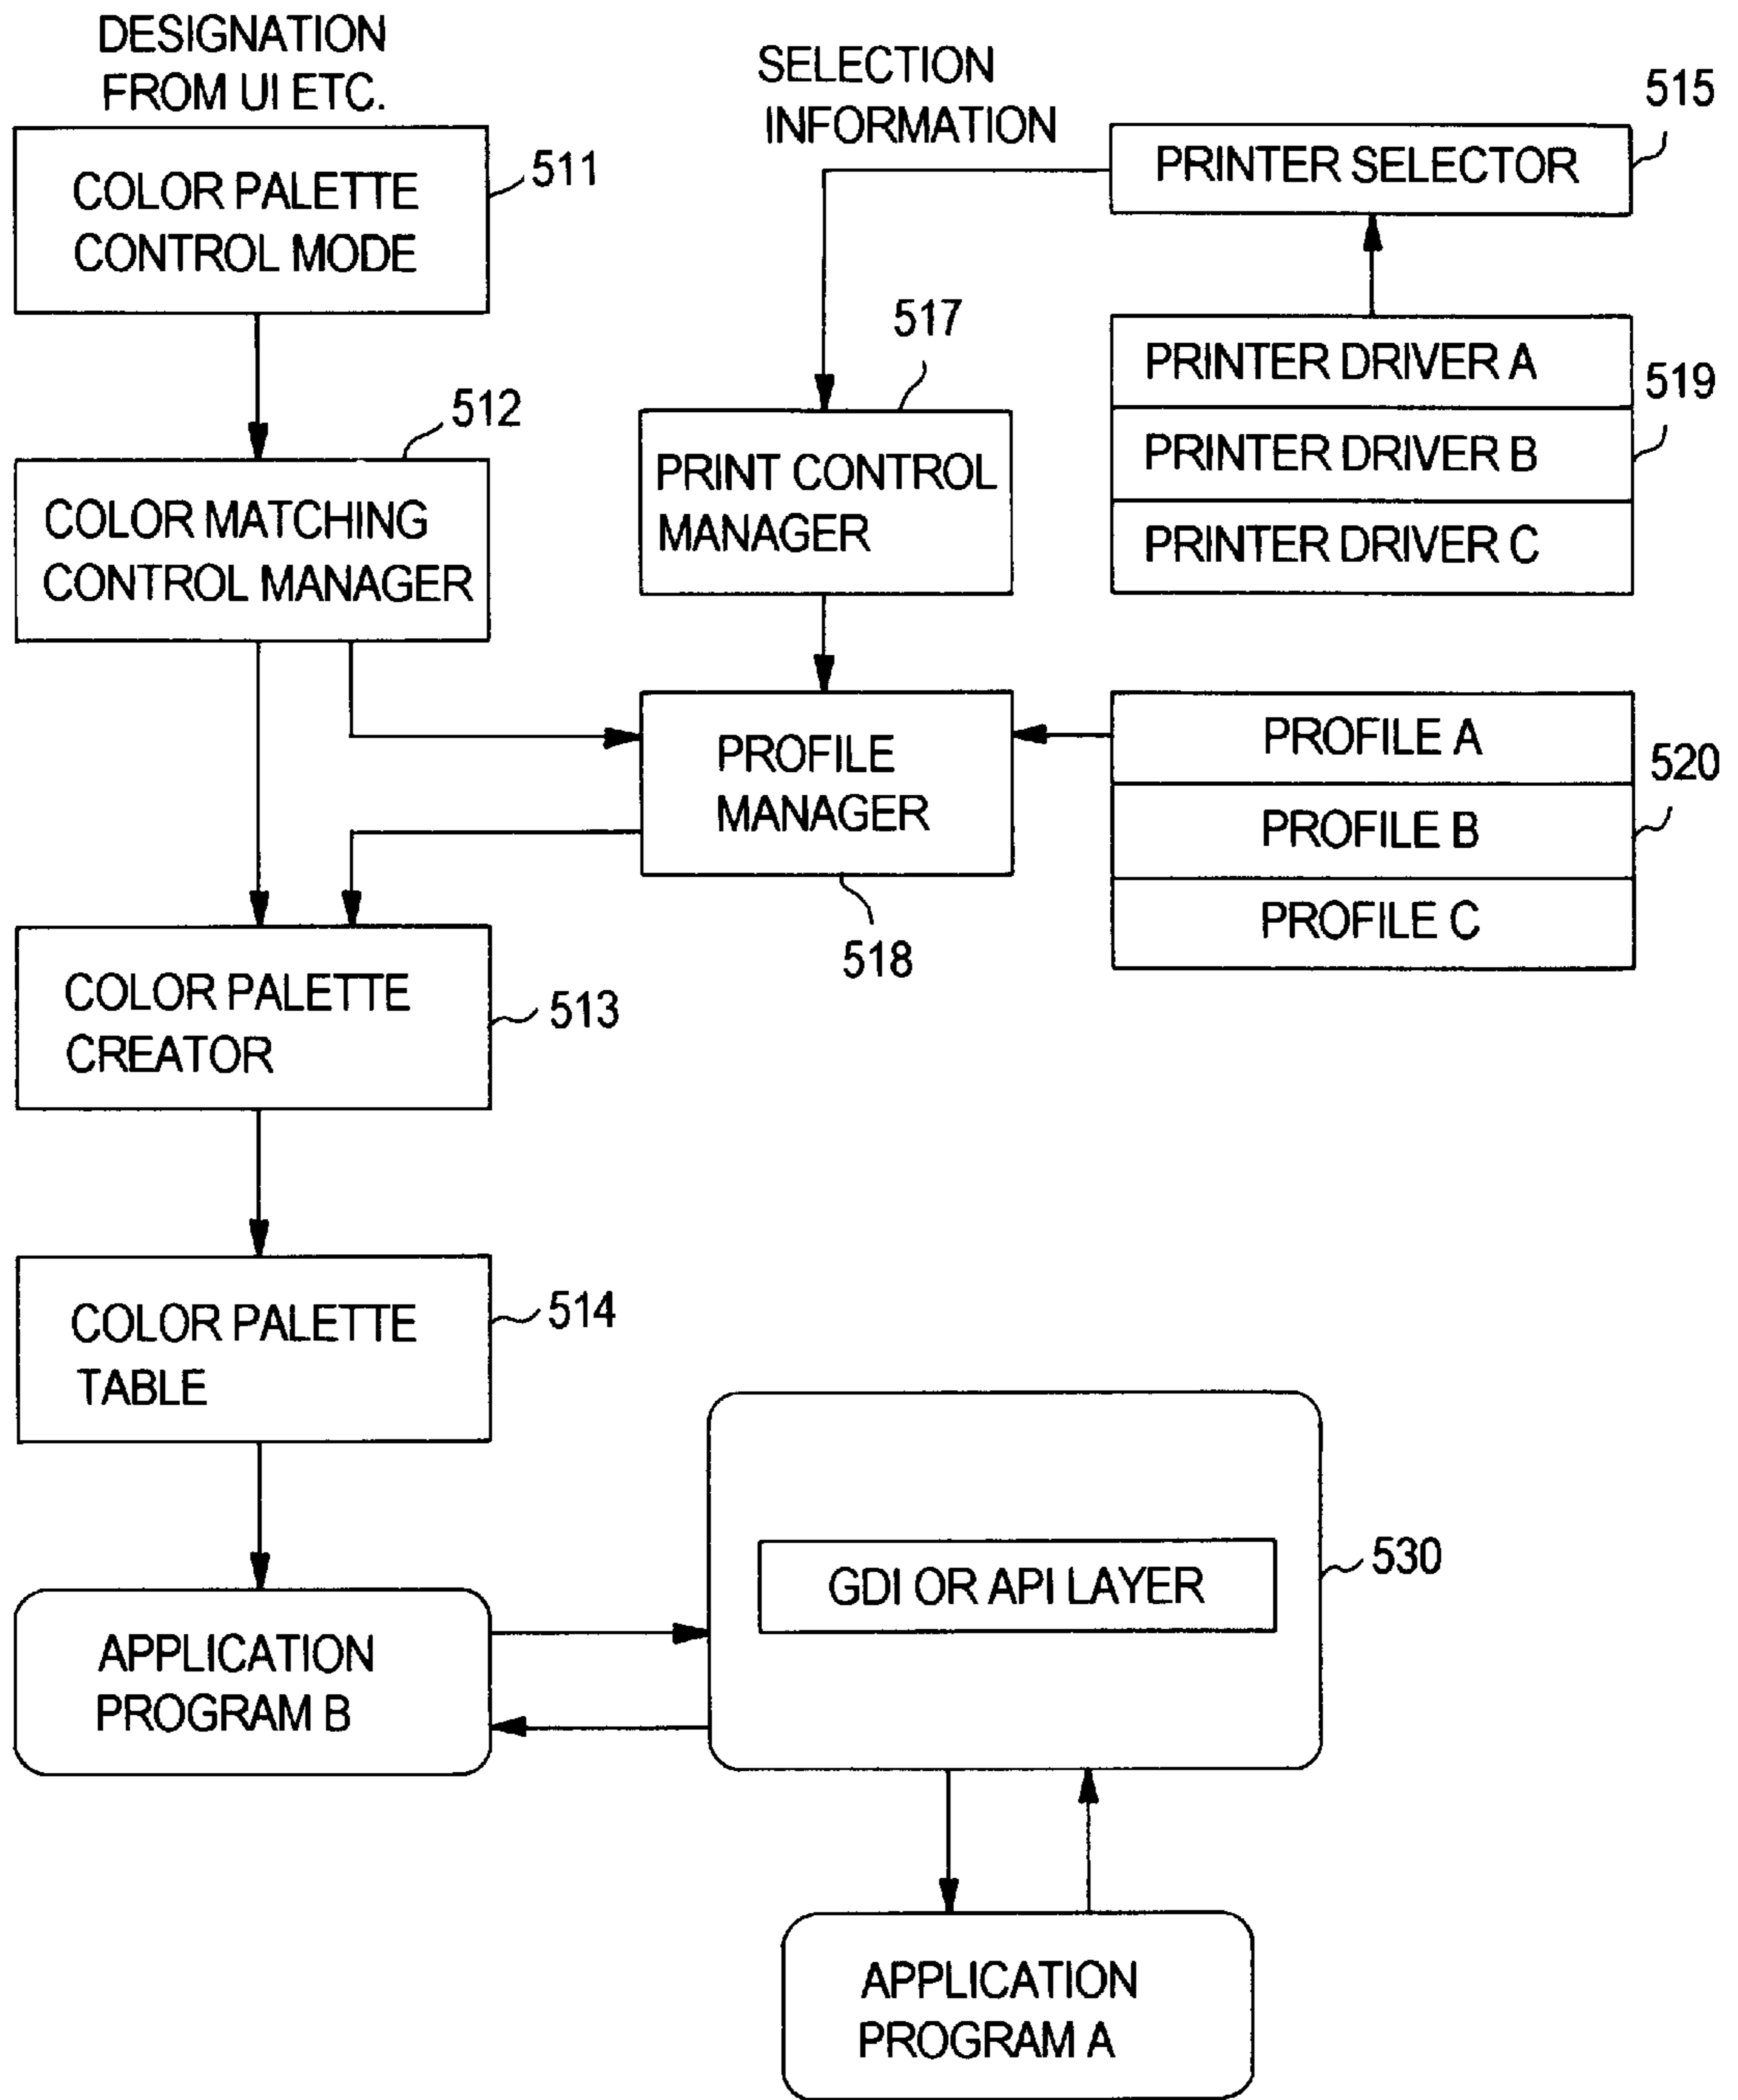 DESIGNATION
FROM UI ETC.
COLOR PALETTE
CONTROL MODE
511
SELECTION
INFORMATION
PRINTER SELECTOR
515
517
PRINTER DRIVER A
PRINTER DRIVER B
PRINTER DRIVER C
519
512
COLOR MATCHING
CONTROL MANAGER
PRINT CONTROL
MANAGER
PROFILE
MANAGER
518
PROFILE A
PROFILE B
PROFILE C
520
COLOR PALETTE
CREATOR
513
COLOR PALETTE
TABLE
514
GDI OR API LAYER
530
APPLICATION
PROGRAM B
APPLICATION
PROGRAM A